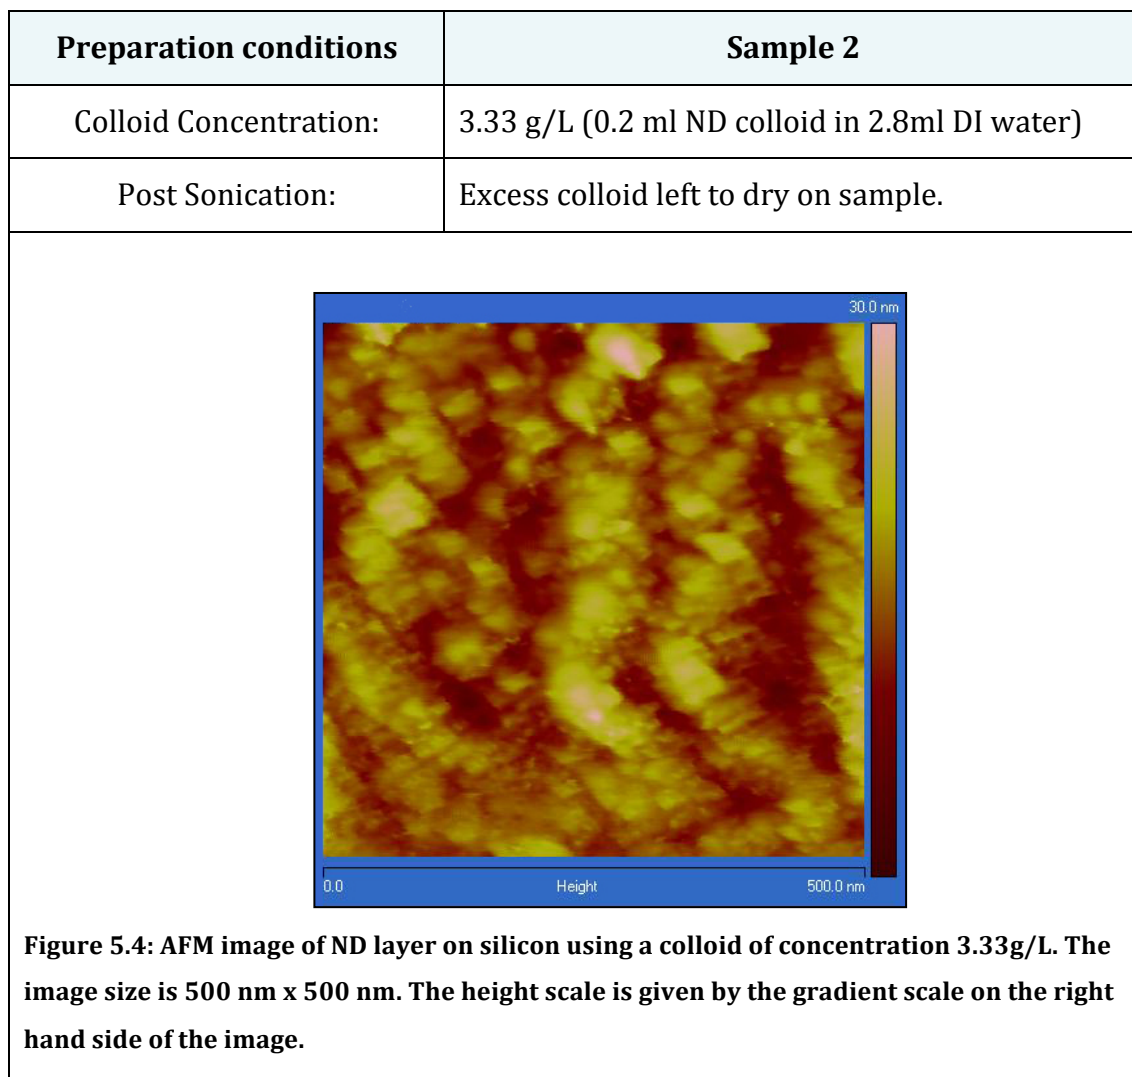 Preparation conditions
Sample 2
Colloid Concentration:
3.33 g/L (0.2 ml ND colloid in 2.8ml DI water)
Post Sonication:
Excess colloid left to dry on sample.
30.0 nm
0.0
Height
500.0 nm
Figure 5.4: AFM image of ND layer on silicon using a colloid of concentration 3.33g/L. The
image size is 500 nm x 500 nm. The height scale is given by the gradient scale on the right
hand side of the image.